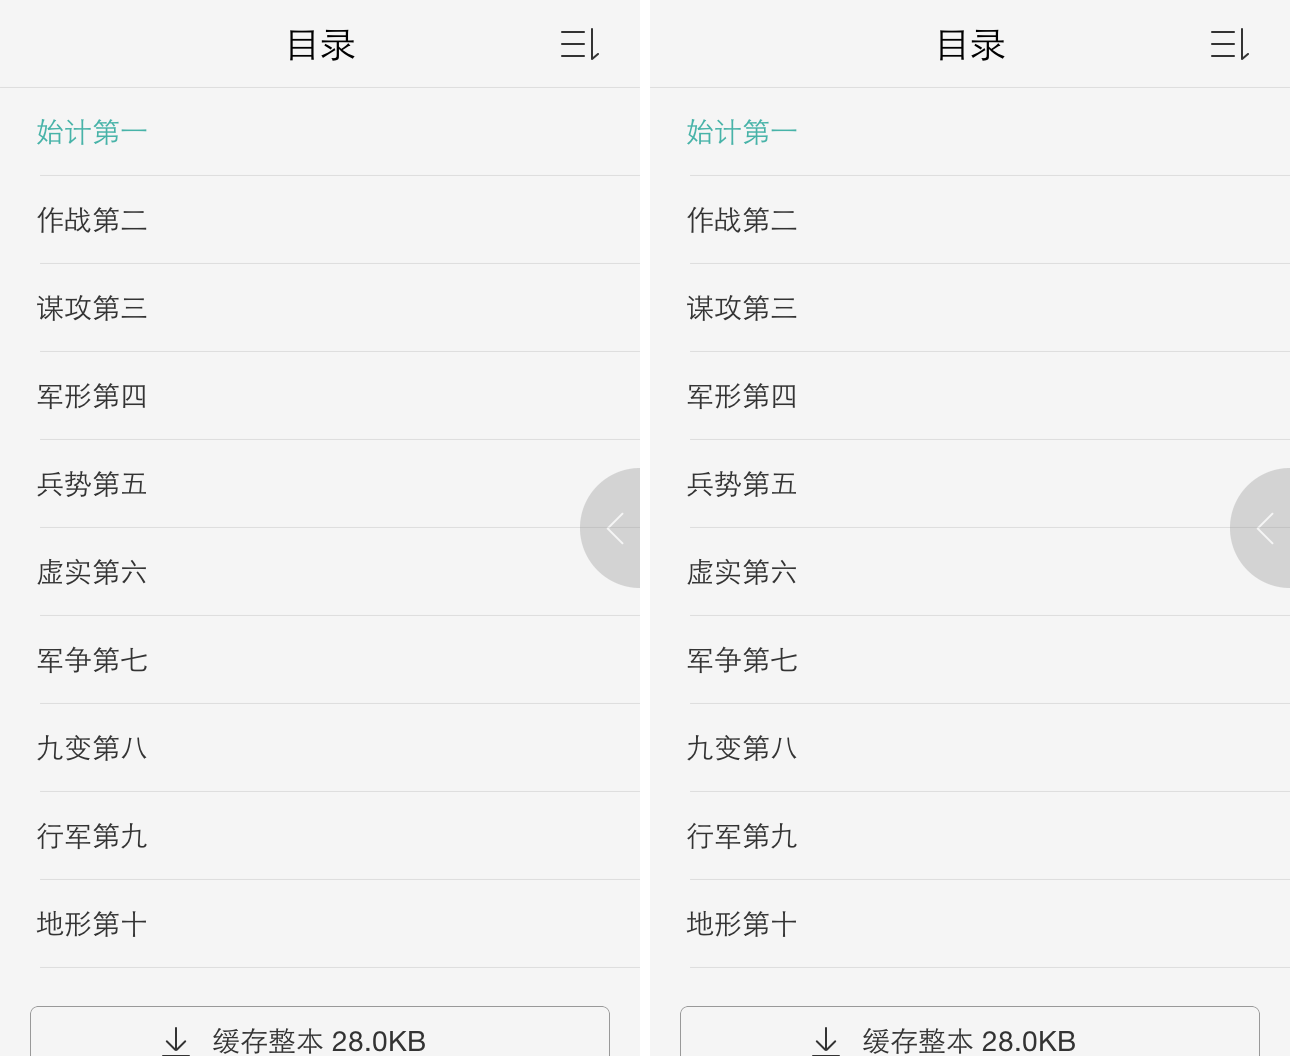 目录
始计第一
作战第二
谋攻第三
军形第四
兵势第五
虚实第六
军争第七
九变第八
行军第九
地形第十
缓存整本 28.0KB
目录
始计第一
作战第二
谋攻第三
军形第四
兵势第五
虚实第六
军争第七
九变第八
行军第九
地形第十
缓存整本 28.0KB